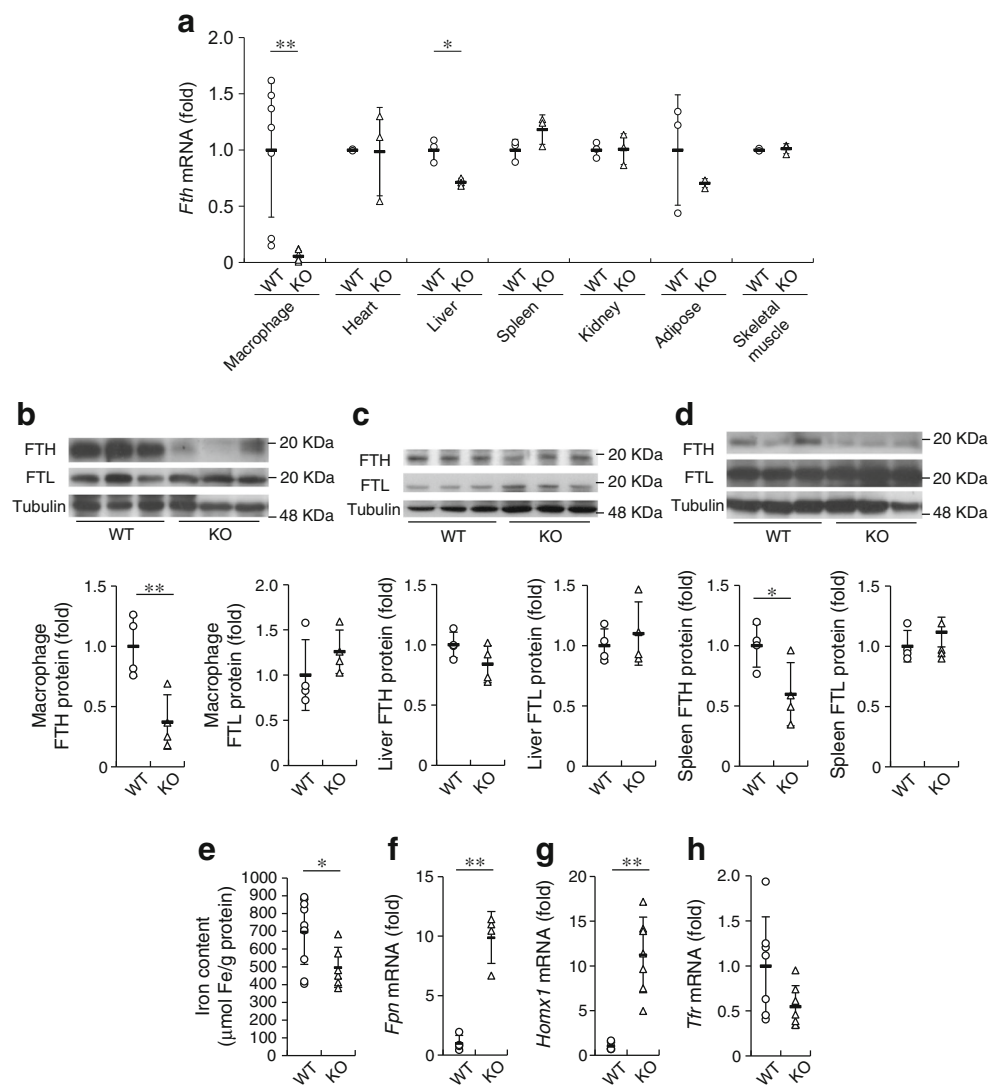 a
Fth mRNA (fold)
2.0
1.5
1.0
0.5
0
**
*
WT KO WT KO WT KO WT KO WT KO WT KO WT KO
Macrophage Heart Liver Spleen Kidney Adipose Skeletal muscle
b
FTH
20 KDa
FTL
20 KDa
Tubulin
48 KDa
WT KO
c
FTH
20 KDa
FTL
20 KDa
Tubulin
48 KDa
WT KO
d
FTH
20 KDa
FTL
20 KDa
Tubulin
48 KDa
WT KO
Macrophage
FTH protein (fold)
1.5
1.0
0.5
0
**
WT KO
Macrophage
FTL protein (fold)
2.0
1.5
1.0
0.5
0
WT KO
Liver FTH protein (fold)
1.5
1.0
0.5
0
WT KO
Liver FTL protein (fold)
1.5
1.0
0.5
0
WT KO
Spleen FTH protein (fold)
1.5
1.0
0.5
0
*
WT KO
Spleen FTL protein (fold)
1.5
1.0
0.5
0
WT KO
e
Iron content
(μmol Fe/g protein)
1000
900
800
700
600
500
400
300
200
100
0
*
WT KO
f
Fpn mRNA (fold)
15
10
5
0
**
WT KO
g
Homx1 mRNA (fold)
20
15
10
5
0
**
WT KO
h
Tfr mRNA (fold)
2.0
1.5
1.0
0.5
0
WT KO